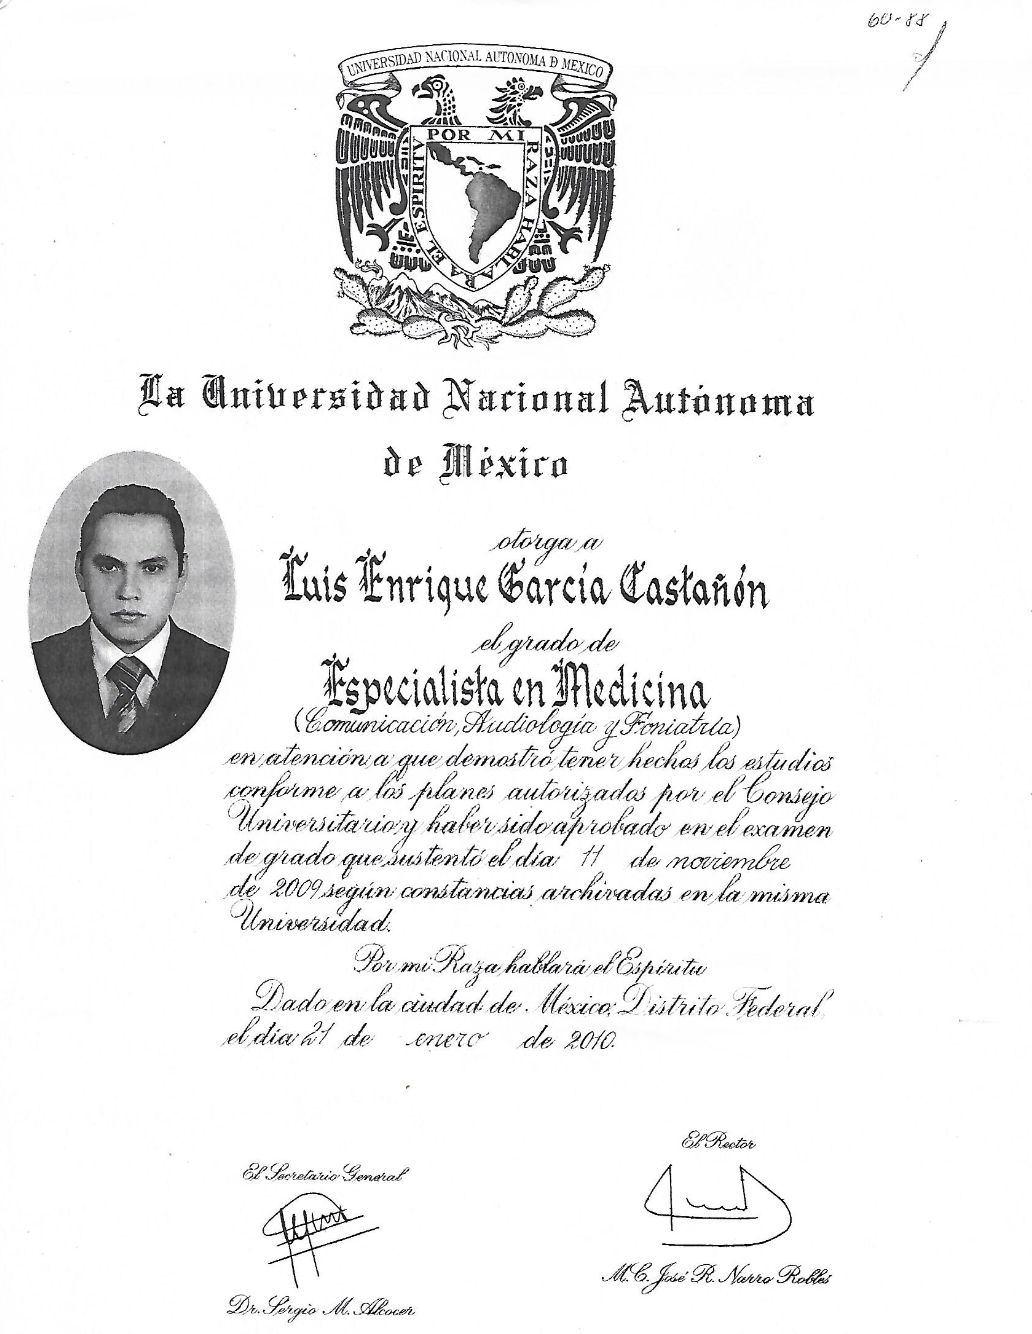 60-88
UNIVERSIDAD NACIONAL AUTONOMA D MEXICO
POR MI RAZA HABLARA EL ESPIRITU
La Universidad Nacional Autónoma
de México
otorga a
Luis Enrique García Castañón
el grado de
Especialista en Medicina
(Comunicación, Audiología y Foniatría)
en atención a que demostró tener hechos los estudios
conforme a los planes autorizados por el Consejo
Universitario y haber sido aprobado en el examen
de grado que sustentó el día 11 de noviembre
de 2009 según constancias archivadas en la misma
Universidad.
Por mi Raza hablará el Espíritu
Dado en la ciudad de México, Distrito Federal,
el día 21 de enero de 2010.
El Secretario General
Dr. Sergio M. Alcocer
El Rector
M.C. José R. Narro Robles